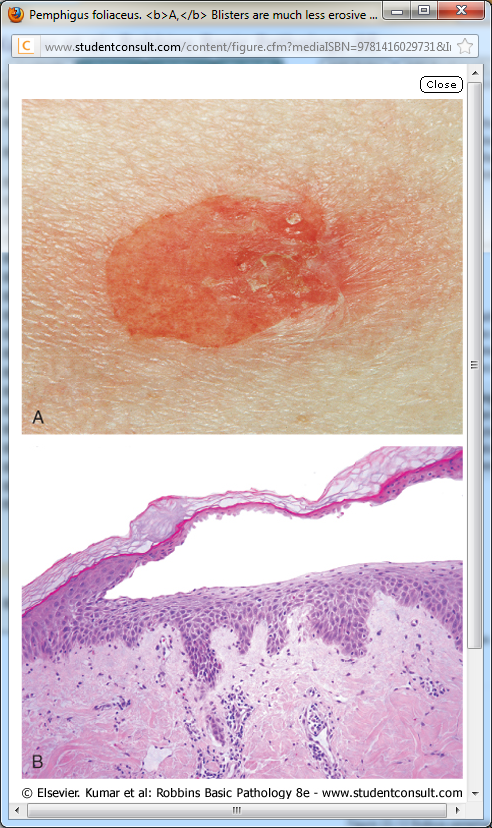 Pemphigus foliaceus. <b>A,</b> Blisters are much less erosive ...
C www.studentconsult.com/content/figure.cfm?mediaISBN=9781416029731&I
Close
A
B
© Elsevier. Kumar et al: Robbins Basic Pathology 8e - www.studentconsult.com